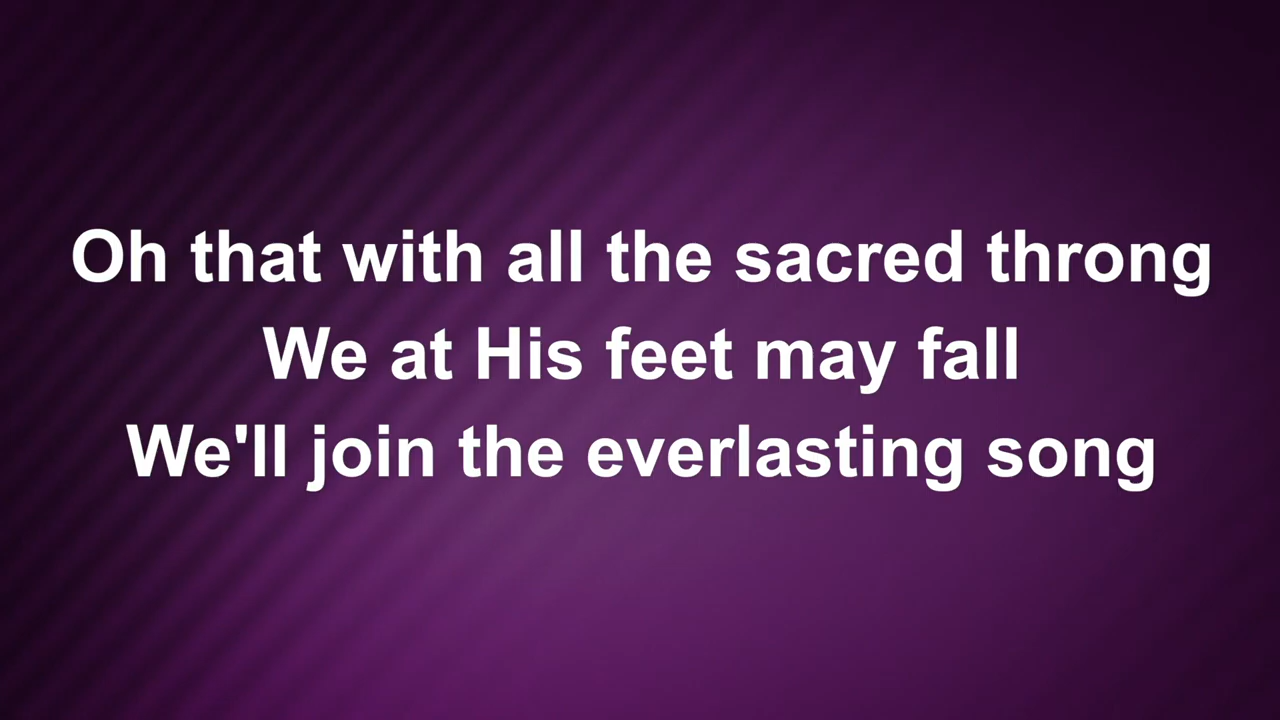 Oh that with all the sacred throng
We at His feet may fall
We'll join the everlasting song